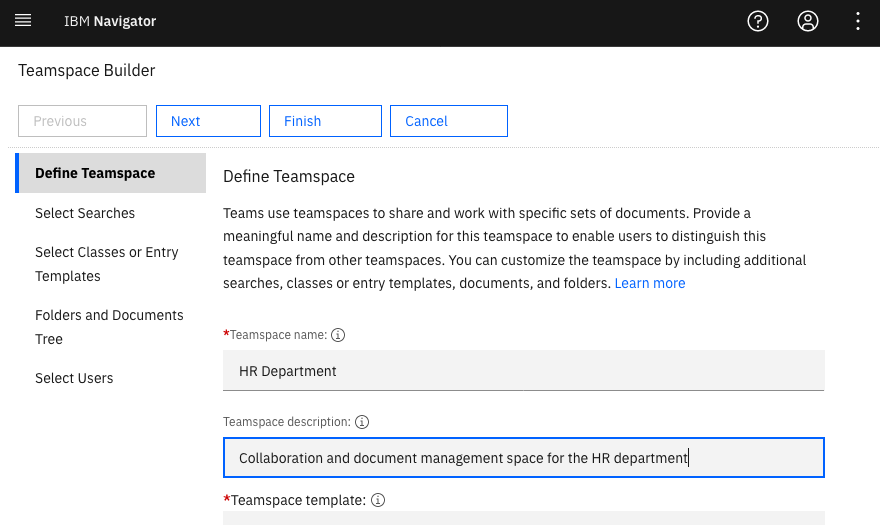 IBM Navigator
Teamspace Builder
Previous
Next
Finish
Cancel
Define Teamspace
Select Searches
Select Classes or Entry
Templates
Folders and Documents
Tree
Select Users
Define Teamspace
Teams use teamspaces to share and work with specific sets of documents. Provide a
meaningful name and description for this teamspace to enable users to distinguish this
teamspace from other teamspaces. You can customize the teamspace by including additional
searches, classes or entry templates, documents, and folders. Learn more
*Teamspace name:
HR Department
Teamspace description:
Collaboration and document management space for the HR department
*Teamspace template: